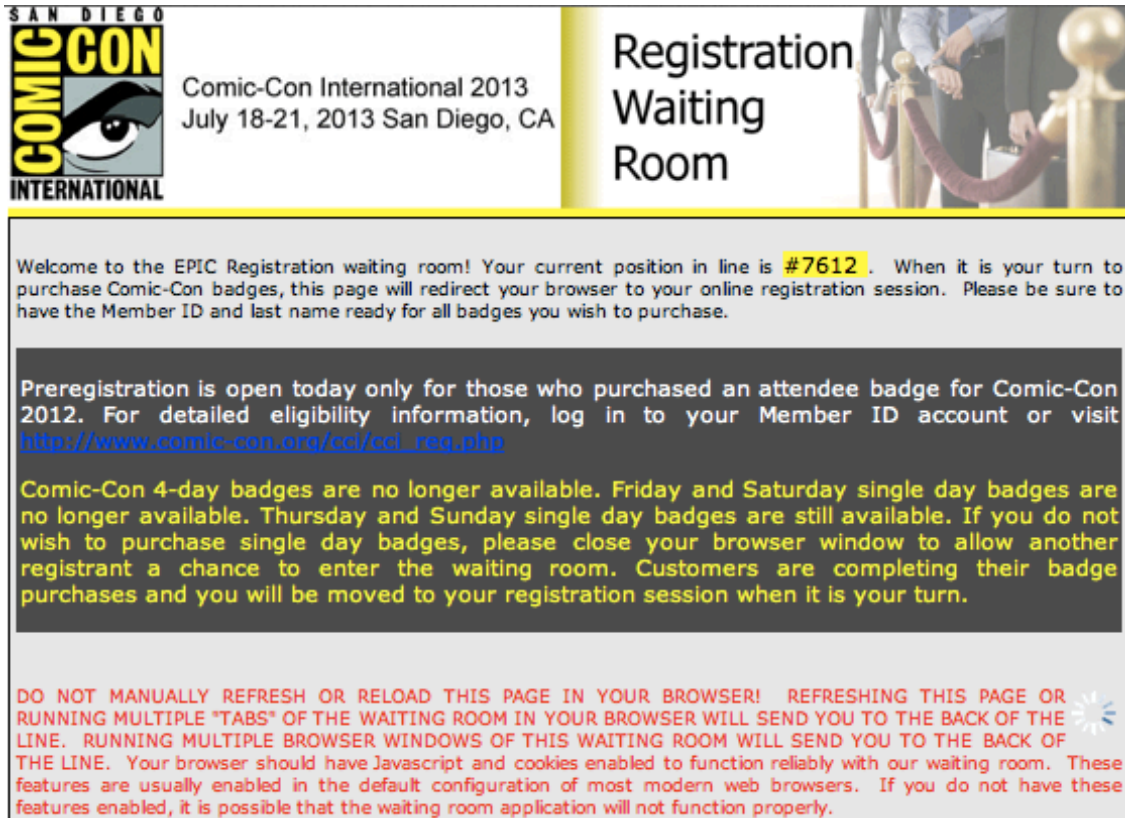 SAN DIEGO
COMIC
CON
INTERNATIONAL
Comic-Con International 2013
July 18-21, 2013 San Diego, CA
Registration
Waiting
Room
Welcome to the EPIC Registration waiting room! Your current position in line is #7612 . When it is your turn to
purchase Comic-Con badges, this page will redirect your browser to your online registration session. Please be sure to
have the Member ID and last name ready for all badges you wish to purchase.
Preregistration is open today only for those who purchased an attendee badge for Comic-Con
2012. For detailed eligibility information, log in to your Member ID account or visit
http://www.comic-con.org/cci/cci_reg.php
Comic-Con 4-day badges are no longer available. Friday and Saturday single day badges are
no longer available. Thursday and Sunday single day badges are still available. If you do not
wish to purchase single day badges, please close your browser window to allow another
registrant a chance to enter the waiting room. Customers are completing their badge
purchases and you will be moved to your registration session when it is your turn.
DO NOT MANUALLY REFRESH OR RELOAD THIS PAGE IN YOUR BROWSER! REFRESHING THIS PAGE OR
RUNNING MULTIPLE "TABS" OF THE WAITING ROOM IN YOUR BROWSER WILL SEND YOU TO THE BACK OF THE
LINE. RUNNING MULTIPLE BROWSER WINDOWS OF THIS WAITING ROOM WILL SEND YOU TO THE BACK OF
THE LINE. Your browser should have Javascript and cookies enabled to function reliably with our waiting room. These
features are usually enabled in the default configuration of most modern web browsers. If you do not have these
features enabled, it is possible that the waiting room application will not function properly.